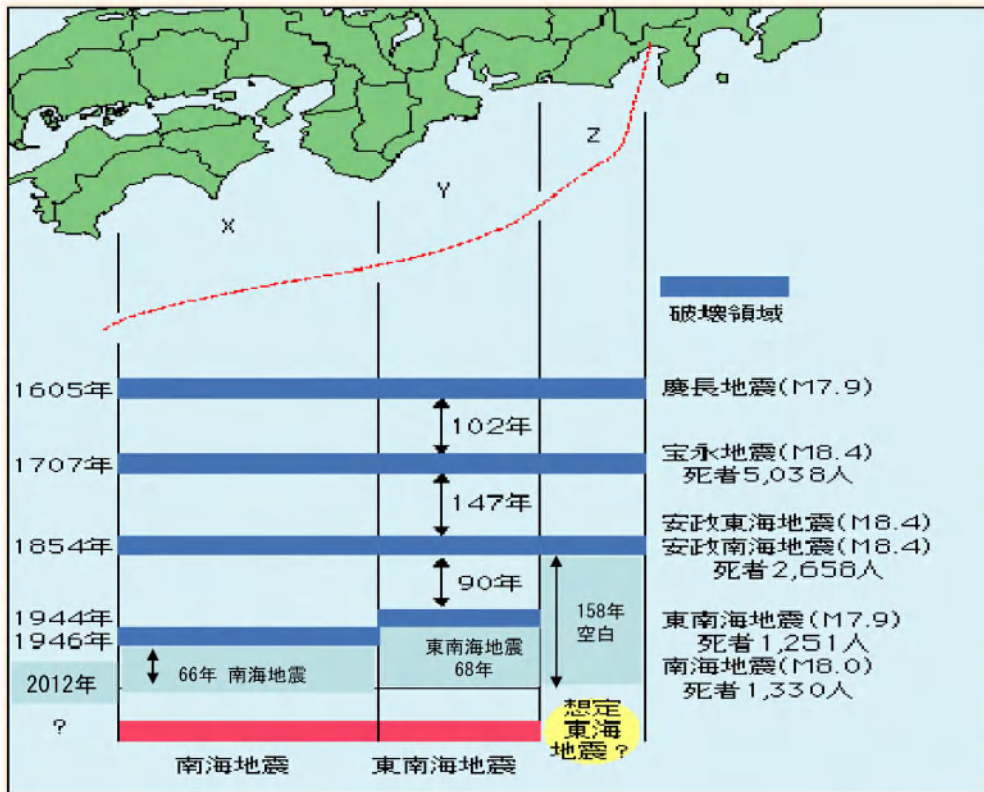 X
Y
Z
破壊領域
1605年
慶長地震(M7.9)
102年
1707年
宝永地震(M8.4)
死者5,038人
147年
安政東海地震(M8.4)
1854年
安政南海地震(M8.4)
死者2,658人
90年
158年
空白
1944年
東南海地震(M7.9)
1946年
死者1,251人
東南海地震
68年
66年 南海地震
南海地震(M8.0)
2012年
死者1,330人
?
想定
東海
地震?
南海地震
東南海地震